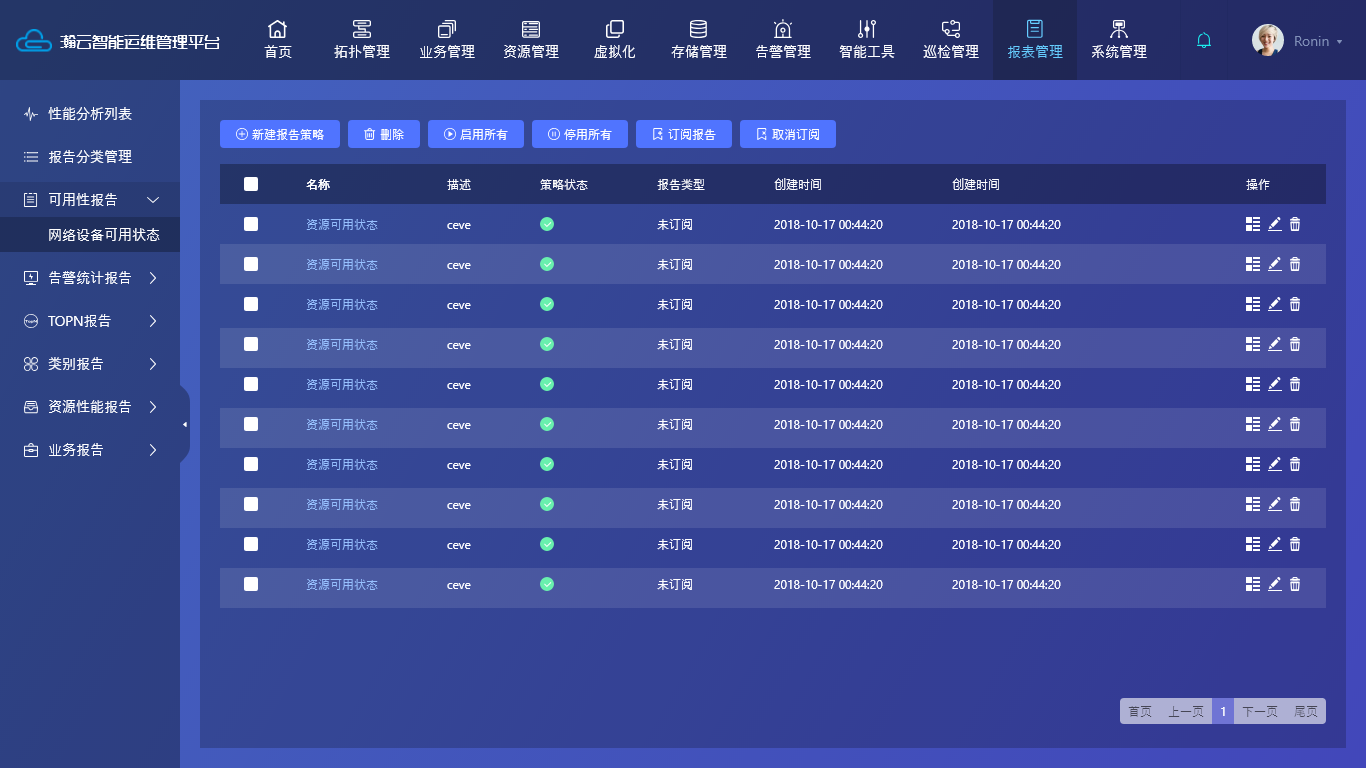 瀚云智能运维管理平台
首页 拓扑管理 业务管理 资源管理 虚拟化 存储管理 告警管理 智能工具 巡检管理 报表管理 系统管理 Ronin
性能分析列表
报告分类管理
可用性报告
网络设备可用状态
告警统计报告
TOPN报告
类别报告
资源性能报告
业务报告
新建报告策略 删除 启用所有 停用所有 订阅报告 取消订阅
名称 描述 策略状态 报告类型 创建时间 创建时间 操作
资源可用状态 ceve 未订阅 2018-10-17 00:44:20 2018-10-17 00:44:20
资源可用状态 ceve 未订阅 2018-10-17 00:44:20 2018-10-17 00:44:20
资源可用状态 ceve 未订阅 2018-10-17 00:44:20 2018-10-17 00:44:20
资源可用状态 ceve 未订阅 2018-10-17 00:44:20 2018-10-17 00:44:20
资源可用状态 ceve 未订阅 2018-10-17 00:44:20 2018-10-17 00:44:20
资源可用状态 ceve 未订阅 2018-10-17 00:44:20 2018-10-17 00:44:20
资源可用状态 ceve 未订阅 2018-10-17 00:44:20 2018-10-17 00:44:20
资源可用状态 ceve 未订阅 2018-10-17 00:44:20 2018-10-17 00:44:20
资源可用状态 ceve 未订阅 2018-10-17 00:44:20 2018-10-17 00:44:20
资源可用状态 ceve 未订阅 2018-10-17 00:44:20 2018-10-17 00:44:20
首页 上一页 1 下一页 尾页